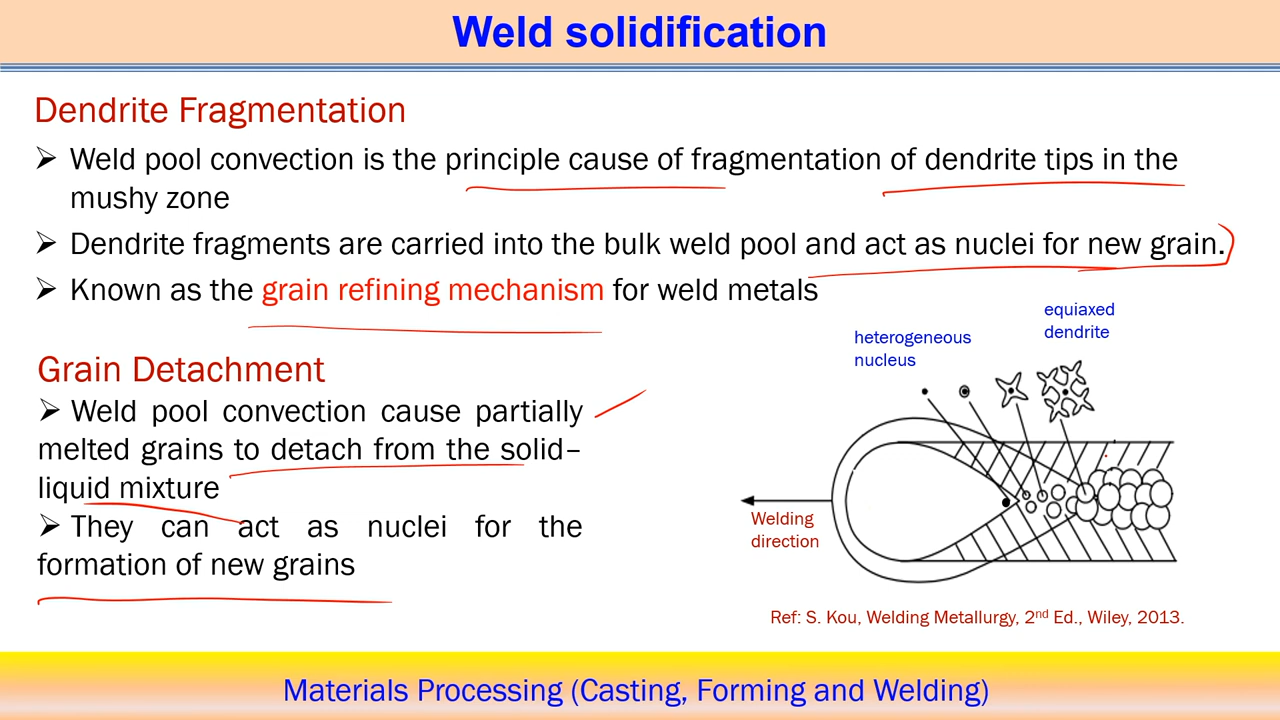 Weld solidification
Dendrite Fragmentation
➢ Weld pool convection is the principle cause of fragmentation of dendrite tips in the
mushy zone
➢ Dendrite fragments are carried into the bulk weld pool and act as nuclei for new grain.
➢ Known as the grain refining mechanism for weld metals
Grain Detachment
➢ Weld pool convection cause partially
melted grains to detach from the solid–
liquid mixture
➢ They can act as nuclei for the
formation of new grains
heterogeneous
nucleus
equiaxed
dendrite
Welding
direction
Ref: S. Kou, Welding Metallurgy, 2nd Ed., Wiley, 2013.
Materials Processing (Casting, Forming and Welding)